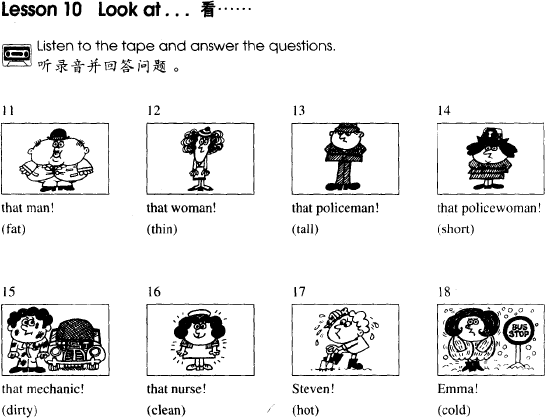 Lesson 10 Look at... 看……
Listen to the tape and answer the questions.
听录音并回答问题。
11 12 13 14
that man! that woman! that policeman! that policewoman!
(fat) (thin) (tall) (short)
15 16 17 18
BUS STOP
that mechanic! that nurse! Steven! Emma!
(dirty) (clean) (hot) (cold)